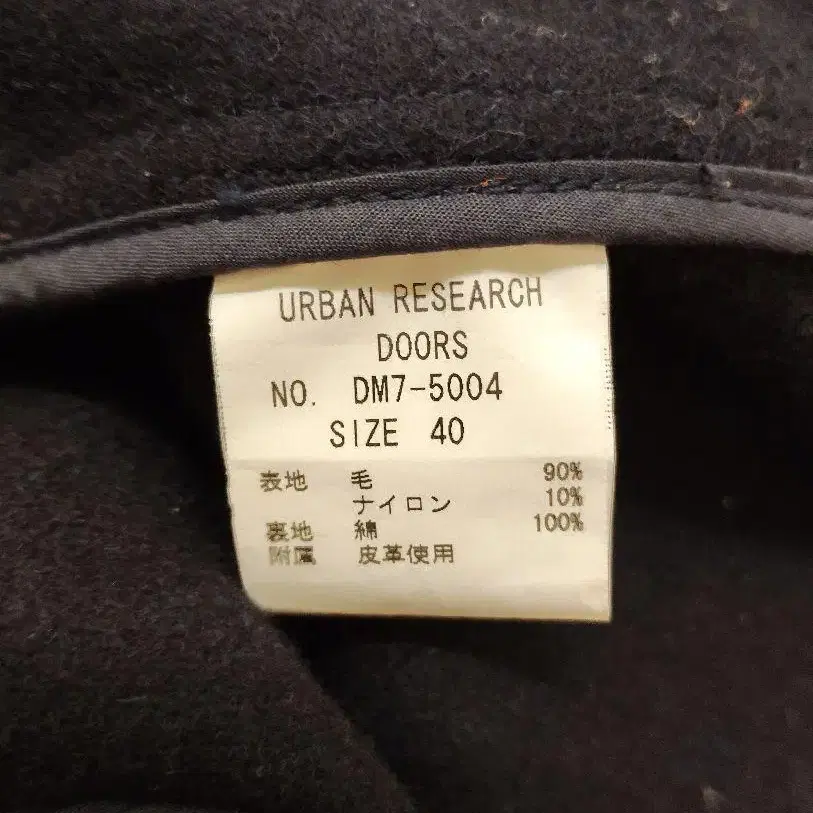 URBAN RESEARCH
DOORS
NO. DM7-5004
SIZE 40
表地 毛 90%
ナイロン 10%
裏地 綿 100%
附属 皮革使用